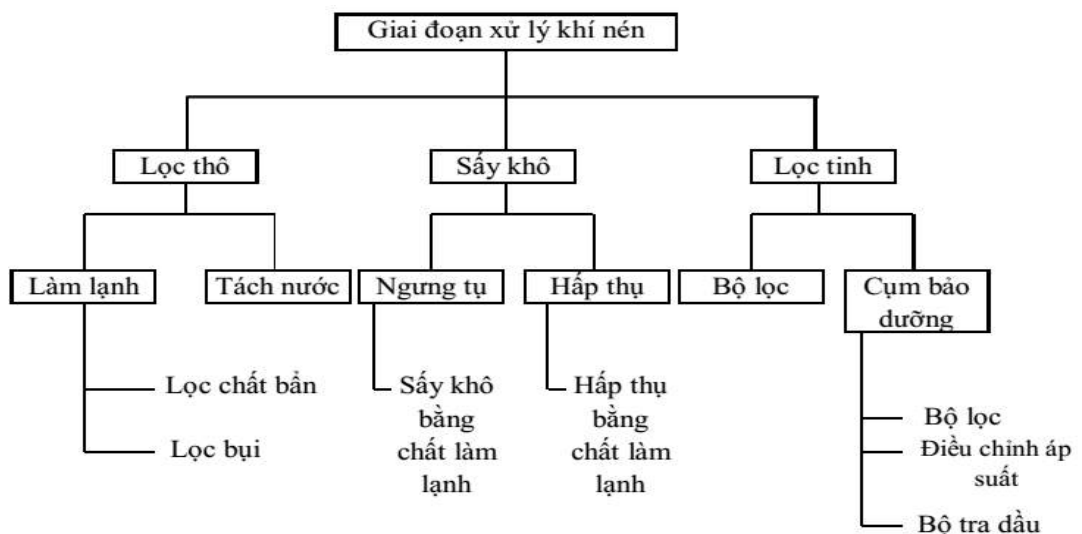 Giai đoạn xử lý khí nén
Lọc thô
Sấy khô
Lọc tinh
Làm lạnh
Tách nước
Ngưng tụ
Hấp thụ
Bộ lọc
Cụm bảo
dưỡng
Lọc chất bẩn
Lọc bụi
Sấy khô
bằng
chất làm
lạnh
Hấp thụ
bằng
chất làm
lạnh
Bộ lọc
Điều chỉnh áp
suất
Bộ tra dầu